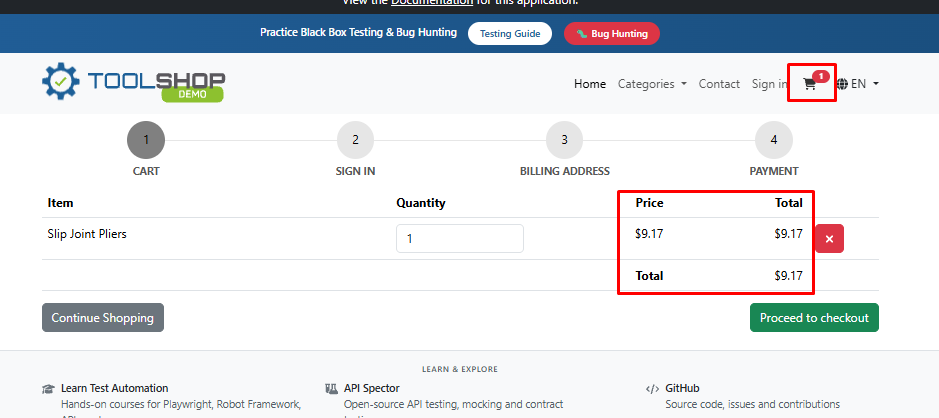 View the Documentation for this application.
Practice Black Box Testing & Bug Hunting Testing Guide Bug Hunting
TOOLSHOP
DEMO
Home Categories Contact Sign in 1 EN
1 2 3 4
CART SIGN IN BILLING ADDRESS PAYMENT
Item Quantity Price Total
Slip Joint Pliers 1 $9.17 $9.17
Total $9.17
Continue Shopping Proceed to checkout
LEARN & EXPLORE
Learn Test Automation API Spector GitHub
Hands-on courses for Playwright, Robot Framework, Open-source API testing, mocking and contract Source code, issues and contributions